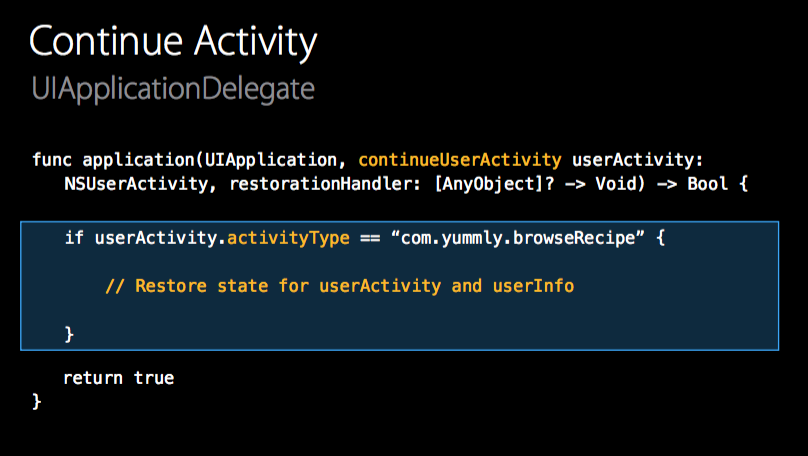 Continue Activity
UIApplicationDelegate
func application(UIApplication, continueUserActivity userActivity:
NSUserActivity, restorationHandler: [AnyObject]? -> Void) -> Bool {
if userActivity.activityType == “com.yummly.browseRecipe” {
// Restore state for userActivity and userInfo
}
return true
}